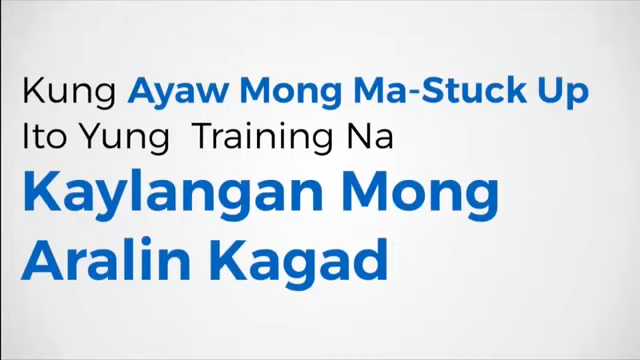 Kung Ayaw Mong Ma-Stuck Up
Ito Yung Training Na
Kaylangan Mong
Aralin Kagad